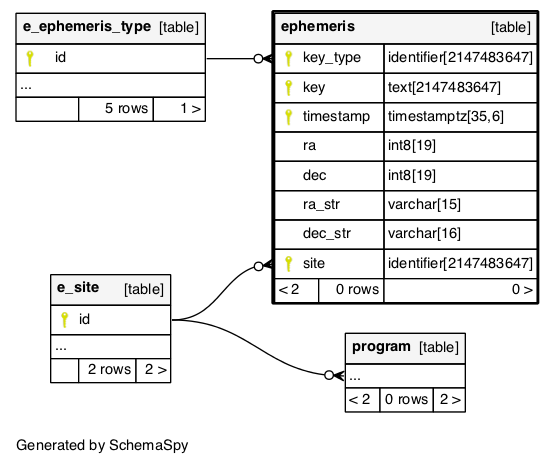 e_ephemeris_type [table]
id
...
5 rows 1 >
ephemeris [table]
key_type identifier[2147483647]
key text[2147483647]
timestamp timestamptz[35,6]
ra int8[19]
dec int8[19]
ra_str varchar[15]
dec_str varchar[16]
site identifier[2147483647]
< 2 0 rows 0 >
e_site [table]
id
...
2 rows 2 >
program [table]
...
< 2 0 rows 2 >
Generated by SchemaSpy